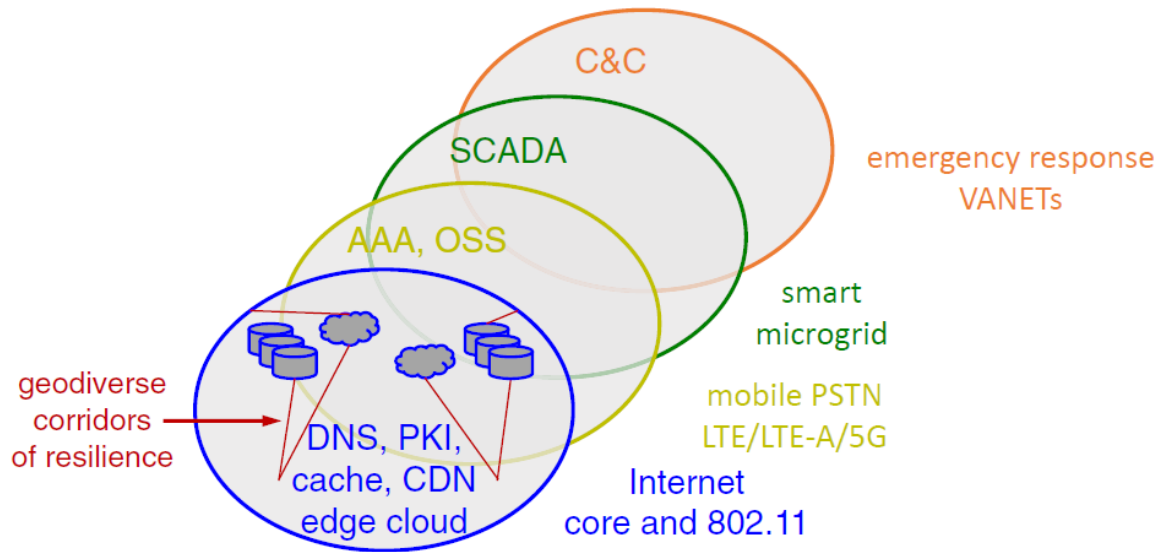 C&C
emergency response
VANETs
SCADA
smart
microgrid
AAA, OSS
mobile PSTN
LTE/LTE-A/5G
geodiverse
corridors
of resilience
DNS, PKI,
cache, CDN
edge cloud
Internet
core and 802.11